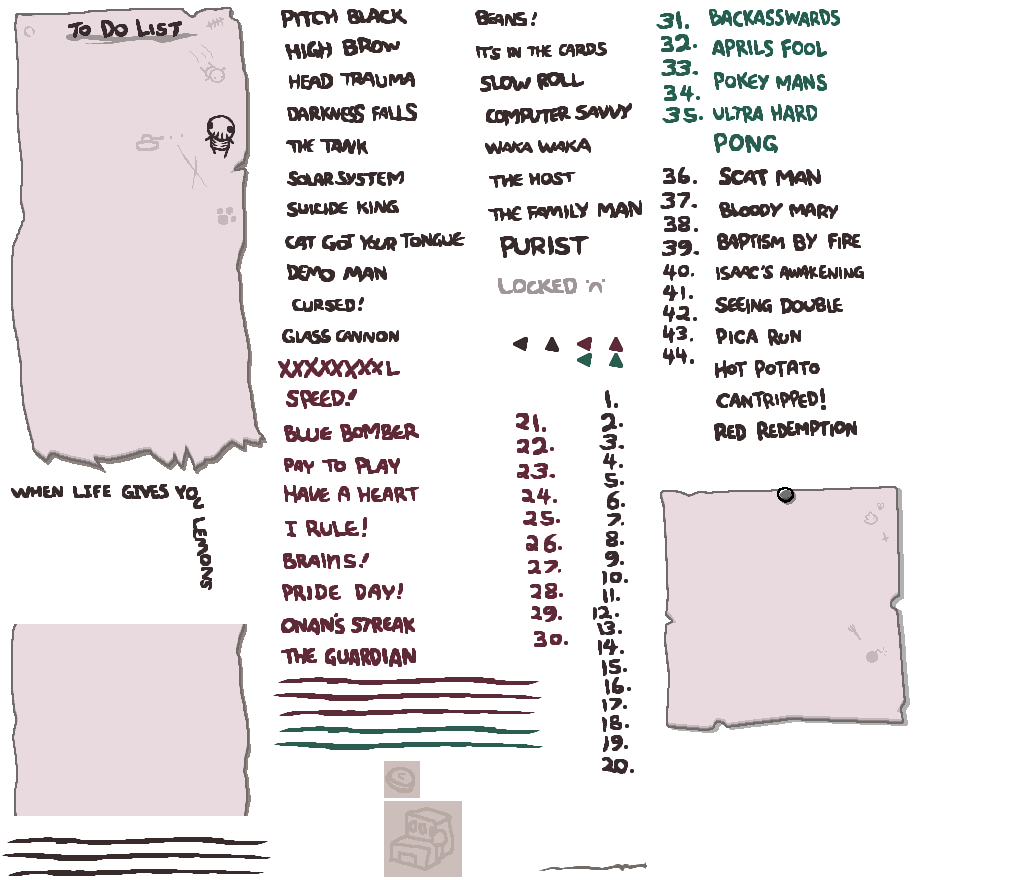 TO DO LIST
PITCH BLACK
HIGH BROW
HEAD TRAUMA
DARKNESS FALLS
THE TANK
SOLAR SYSTEM
SUICIDE KING
CAT GOT YOUR TONGUE
DEMO MAN
CURSED!
GLASS CANNON
XXXXXXXXL
SPEED!
BLUE BOMBER
PAY TO PLAY
HAVE A HEART
I RULE!
BRAINS!
PRIDE DAY!
ONAN'S STREAK
THE GUARDIAN
BEANS!
IT'S IN THE CARDS
SLOW ROLL
COMPUTER SAVVY
WAKA WAKA
THE HOST
THE FAMILY MAN
PURIST
LOCKED 'n'
21.
22.
23.
24.
25.
26.
27.
28.
29.
30.
1.
2.
3.
4.
5.
6.
7.
8.
9.
10.
11.
12.
13.
14.
15.
16.
17.
18.
19.
20.
31.
32.
33.
34.
35.
36.
37.
38.
39.
40.
41.
42.
43.
44.
BACKASSWARDS
APRILS FOOL
POKEY MANS
ULTRA HARD
PONG
SCAT MAN
BLOODY MARY
BAPTISM BY FIRE
ISAAC'S AWAKENING
SEEING DOUBLE
PICA RUN
HOT POTATO
CANTRIPPED!
RED REDEMPTION
WHEN LIFE GIVES YOU LEMONS